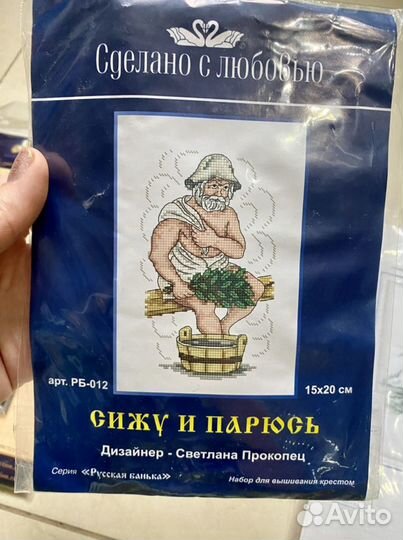 Сделано с любовью
арт. РБ-012
15х20 см
СИЖУ И ПАРЮСЬ
Дизайнер - Светлана Прокопец
Серия «Русская банька»
Набор для вышивания крестом
Avito